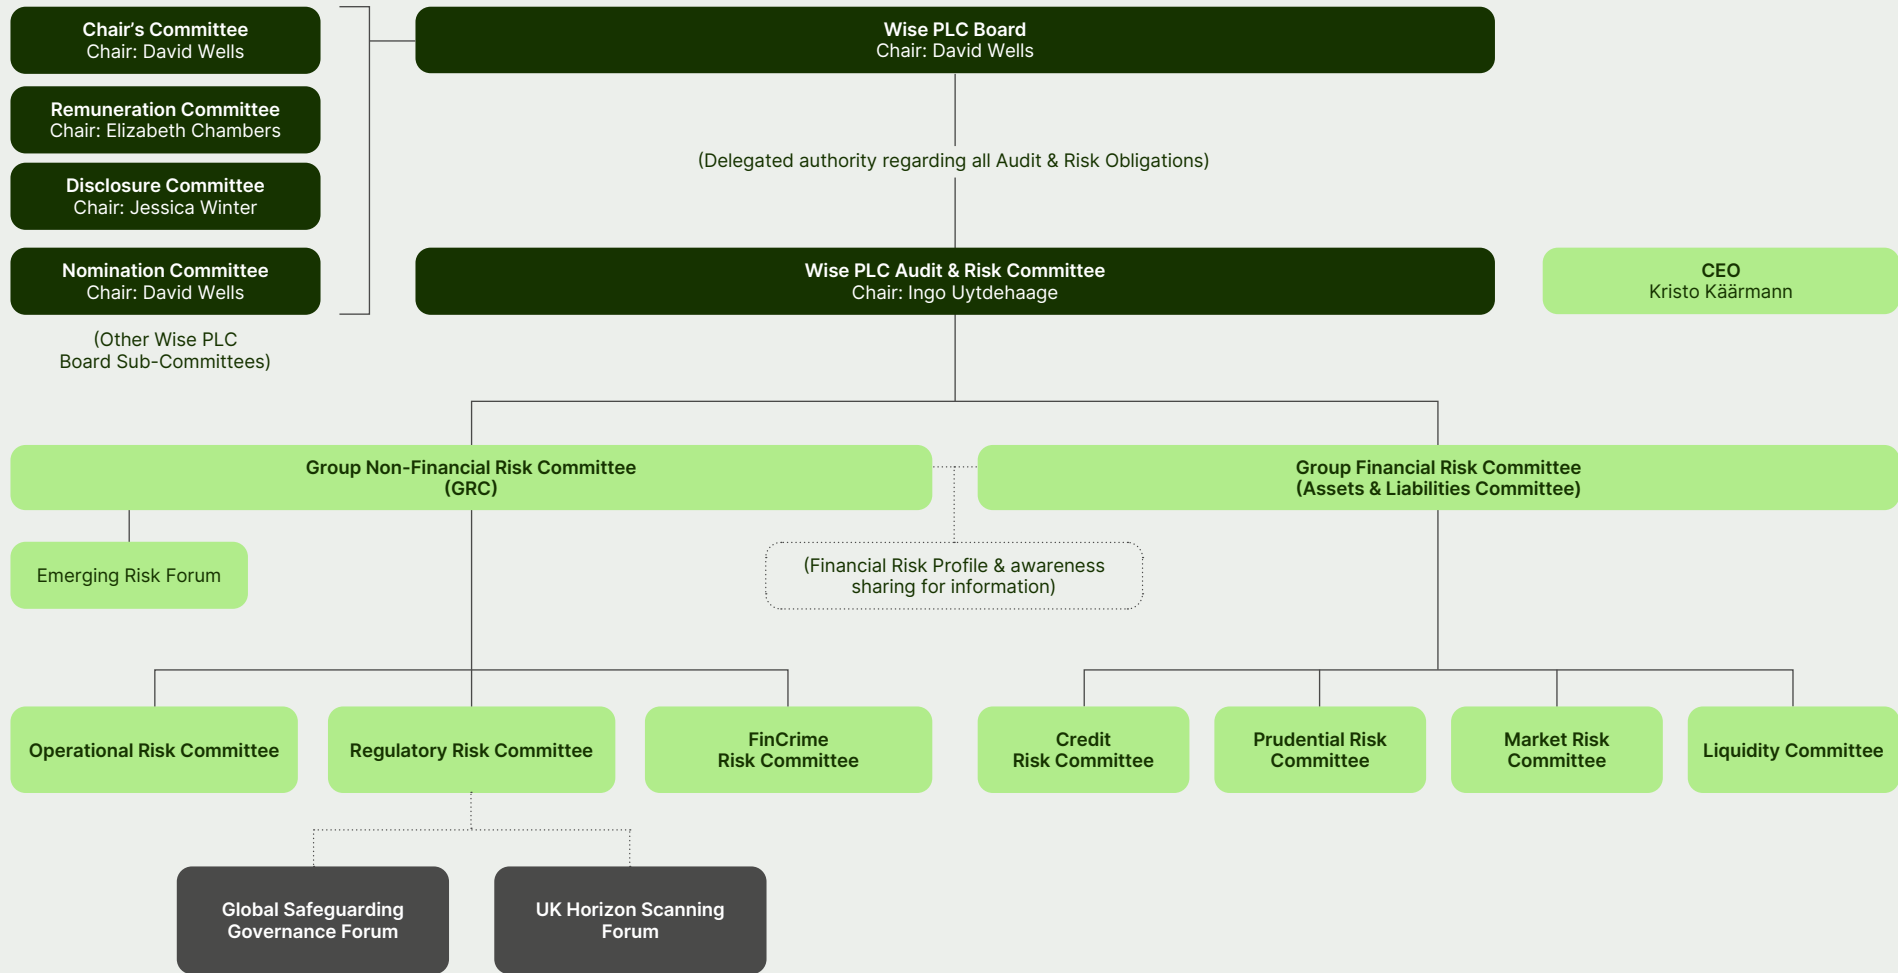 Chair’s Committee
Chair: David Wells
Wise PLC Board
Chair: David Wells
Remuneration Committee
Chair: Elizabeth Chambers
(Delegated authority regarding all Audit & Risk Obligations)
Disclosure Committee
Chair: Jessica Winter
Nomination Committee
Chair: David Wells
Wise PLC Audit & Risk Committee
Chair: Ingo Uytdehaage
CEO
Kristo Käärmann
(Other Wise PLC
Board Sub-Committees)
Group Non-Financial Risk Committee
(GRC)
Group Financial Risk Committee
(Assets & Liabilities Committee)
Emerging Risk Forum
(Financial Risk Profile & awareness
sharing for information)
Operational Risk Committee
Regulatory Risk Committee
FinCrime
Risk Committee
Credit
Risk Committee
Prudential Risk
Committee
Market Risk
Committee
Liquidity Committee
Global Safeguarding
Governance Forum
UK Horizon Scanning
Forum